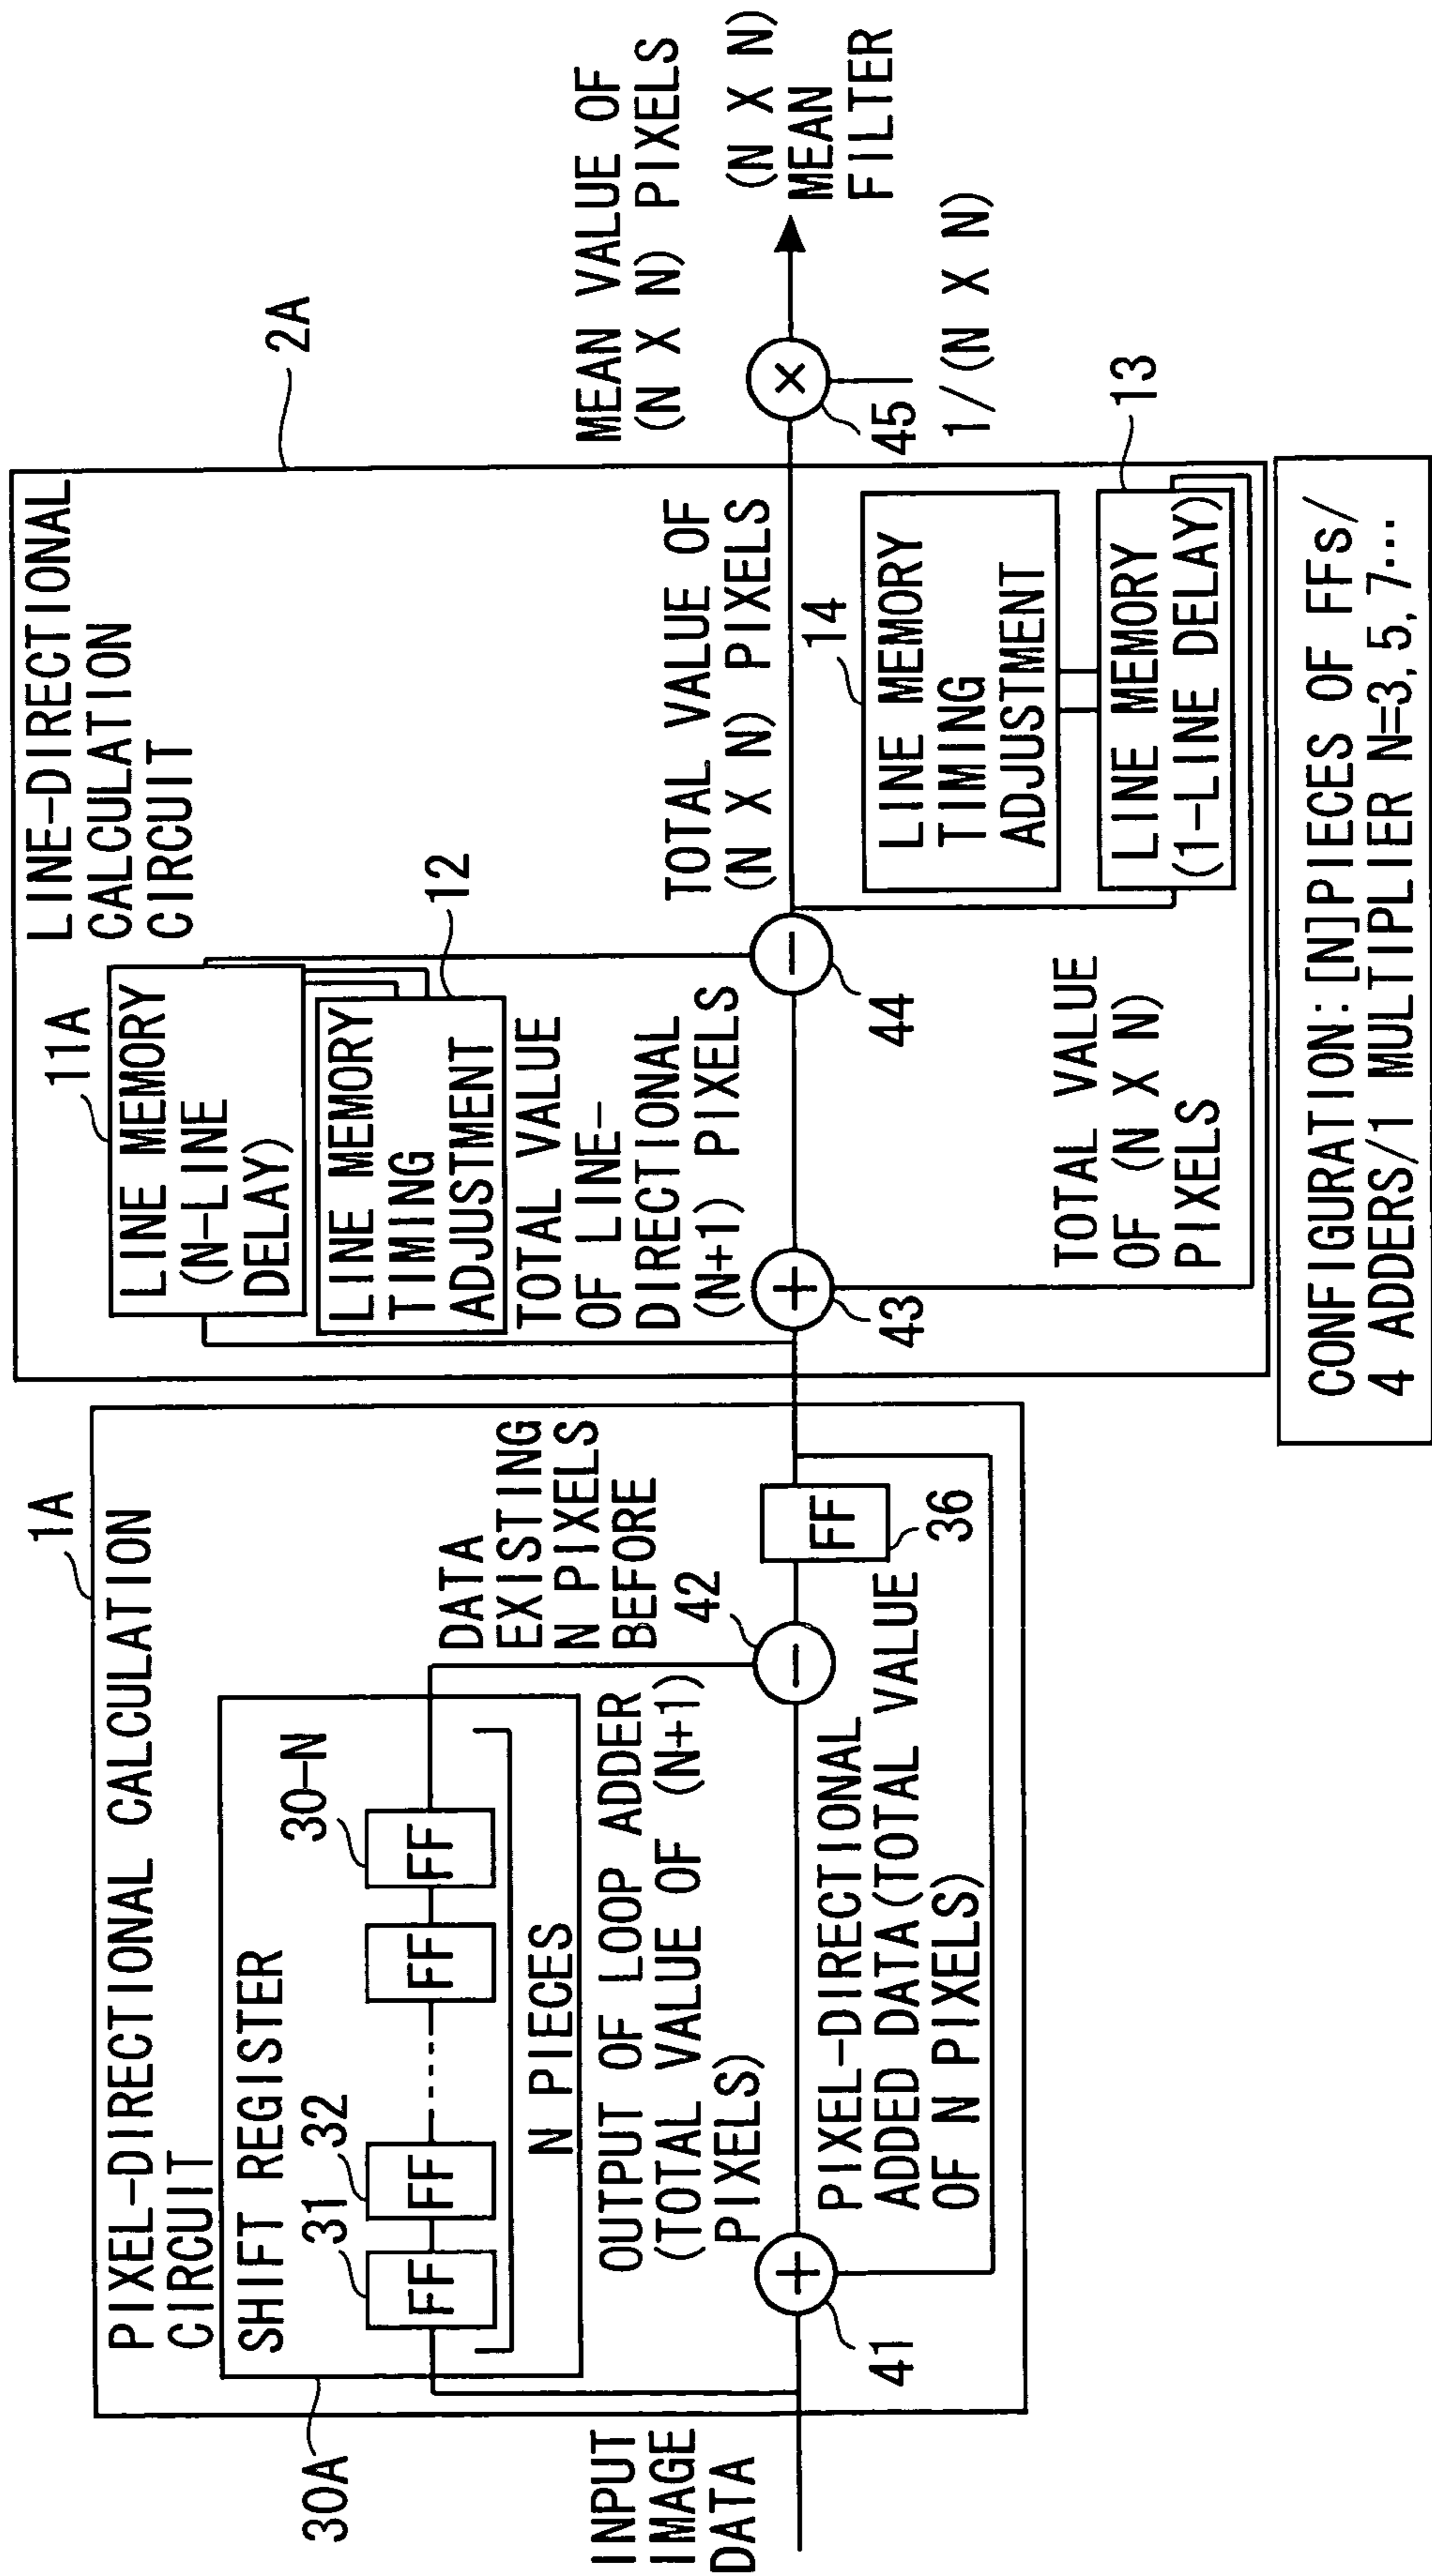 1A
PIXEL-DIRECTIONAL CALCULATION
CIRCUIT
SHIFT REGISTER
30A
31
32
30-N
FF
FF
FF
FF
N PIECES
DATA
EXISTING
N PIXELS
BEFORE
OUTPUT OF LOOP ADDER
(TOTAL VALUE OF (N+1)
PIXELS)
42
INPUT
IMAGE
DATA
+
41
−
FF
36
PIXEL-DIRECTIONAL
ADDED DATA(TOTAL VALUE
OF N PIXELS)
2A
LINE-DIRECTIONAL
CALCULATION
CIRCUIT
11A
LINE MEMORY
(N-LINE
DELAY)
12
LINE MEMORY
TIMING
ADJUSTMENT
TOTAL VALUE
OF LINE-
DIRECTIONAL
(N+1) PIXELS
+
43
−
44
TOTAL VALUE OF
(N X N) PIXELS
14
LINE MEMORY
TIMING
ADJUSTMENT
13
LINE MEMORY
(1-LINE DELAY)
TOTAL VALUE
OF (N X N)
PIXELS
MEAN VALUE OF
(N X N) PIXELS
×
45
1/(N X N)
(N X N)
MEAN
FILTER
CONFIGURATION:[N]PIECES OF FFs/
4 ADDERS/1 MULTIPLIER N=3,5,7···